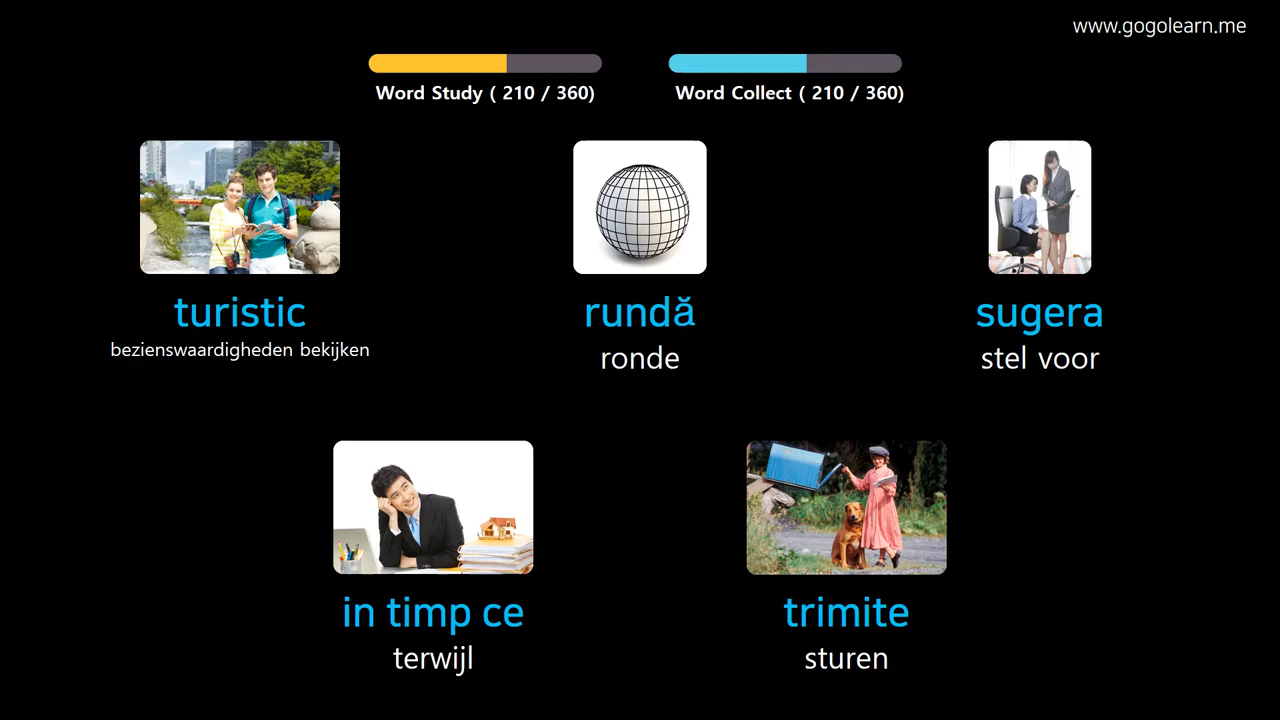 www.gogolearn.me
Word Study ( 210 / 360)
Word Collect ( 210 / 360)
turistic
bezienswaardigheden bekijken
rundă
ronde
sugera
stel voor
in timp ce
terwijl
trimite
sturen